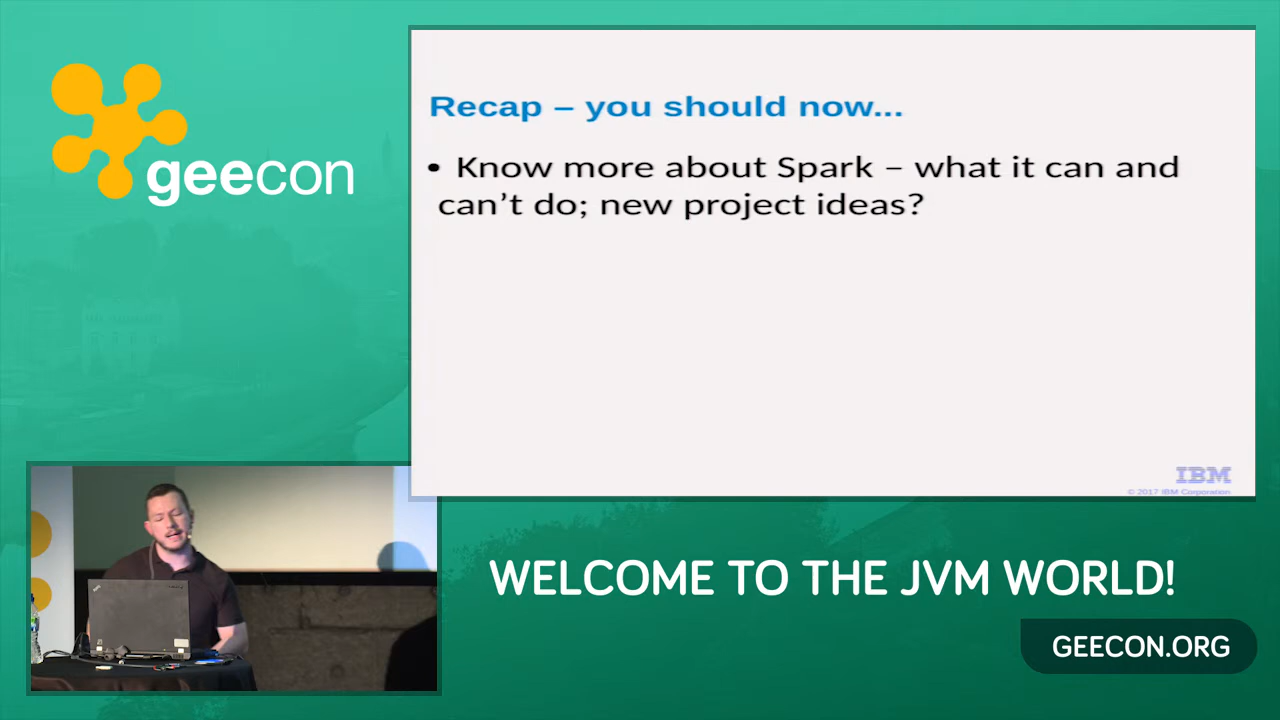 geecon
Recap – you should now...
• Know more about Spark – what it can and
can't do; new project ideas?
IBM
© 2017 IBM Corporation
WELCOME TO THE JVM WORLD!
GEECON.ORG